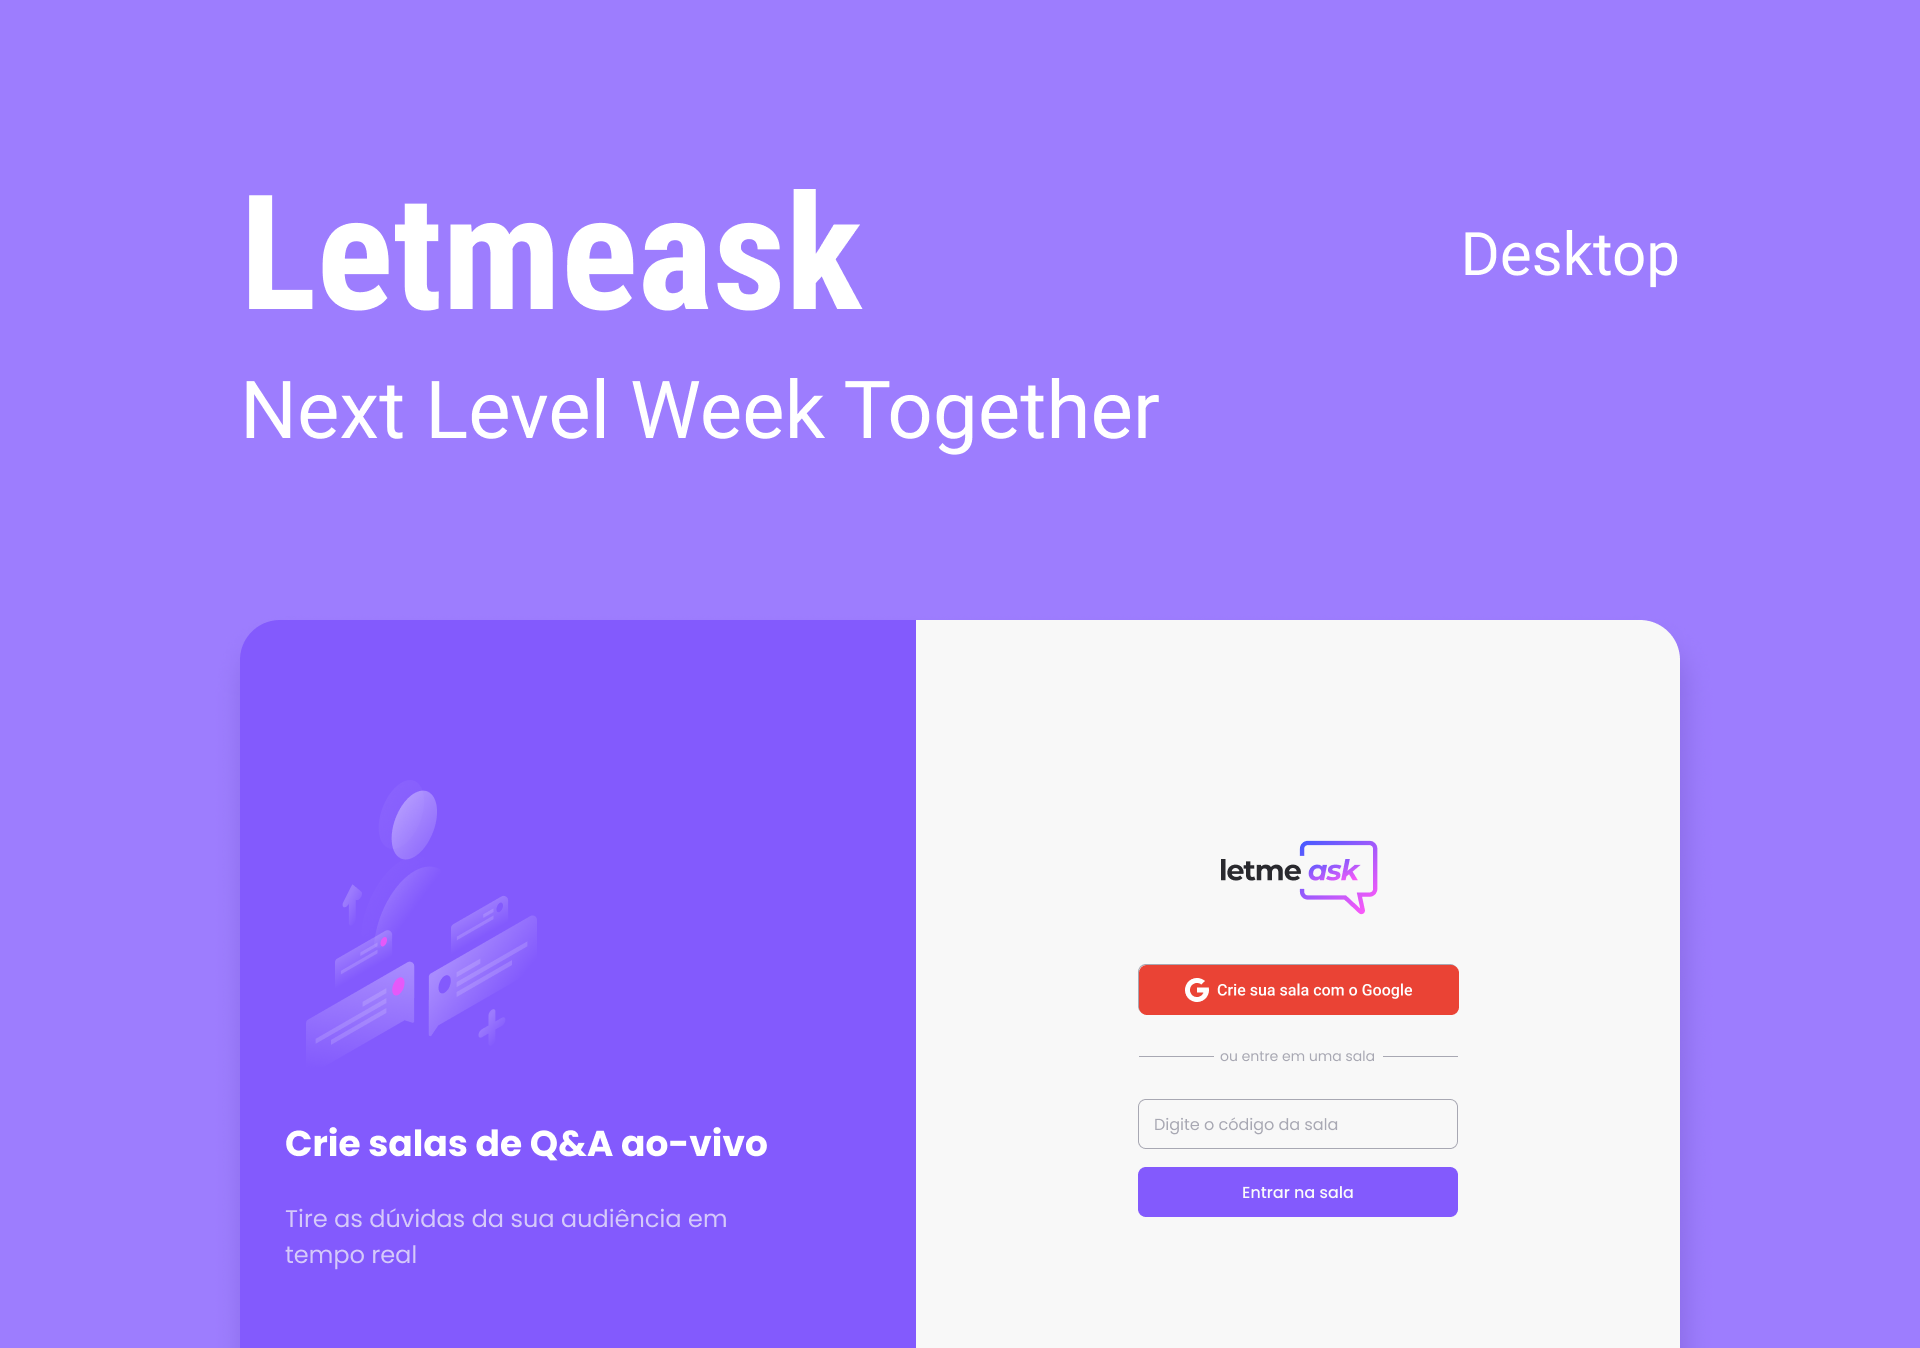 Letmeask
Desktop
Next Level Week Together
Crie salas de Q&A ao-vivo
Tire as dúvidas da sua audiência em
tempo real
letme ask
Crie sua sala com o Google
ou entre em uma sala
Digite o código da sala
Entrar na sala